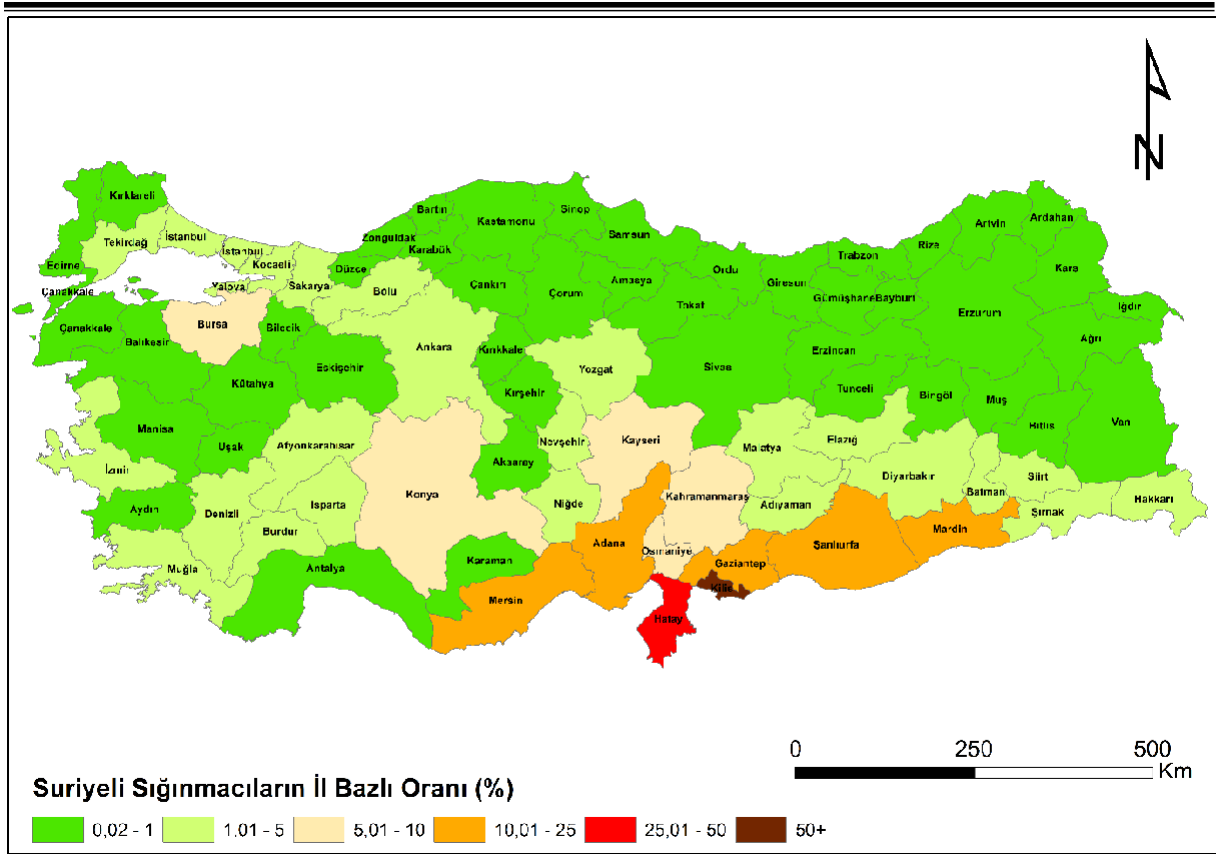 N
Kırklareli
Tekirdağ
İstanbul
İstanbul
Kocaeli
Edirne
Yalova
Sakarya
Çanakkale
Düzce
Bolu
Zonguldak
Bartın
Karabük
Kastamonu
Sinop
Samsun
Çankırı
Çorum
Amasya
Ordu
Tokat
Giresun
Trabzon
Gümüşhane
Bayburt
Rize
Artvin
Ardahan
Kars
Iğdır
Ağrı
Erzurum
Erzincan
Çanakkale
Balıkesir
Bursa
Bilecik
Eskişehir
Kütahya
Ankara
Kırıkkale
Kırşehir
Yozgat
Sivas
Tunceli
Bingöl
Muş
Bitlis
Van
Manisa
Uşak
Afyonkarahisar
İzmir
Aydın
Denizli
Isparta
Burdur
Muğla
Antalya
Konya
Aksaray
Nevşehir
Niğde
Kayseri
Karaman
Mersin
Adana
Kahramanmaraş
Osmaniye
Malatya
Elazığ
Adıyaman
Diyarbakır
Batman
Siirt
Şırnak
Hakkari
Mardin
Şanlıurfa
Gaziantep
Kilis
Hatay
0 250 500
Km
Suriyeli Sığınmacıların İl Bazlı Oranı (%)
0,02 - 1 1.01 - 5 5,01 - 10 10,01 - 25 25,01 - 50 50+